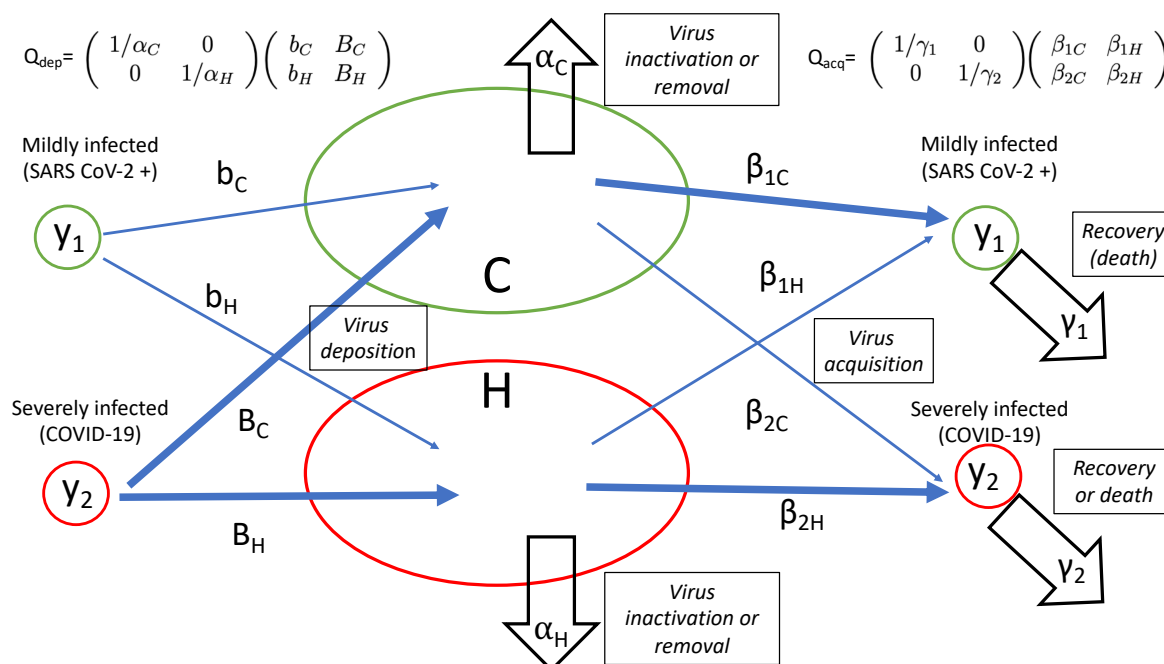 Q_dep= ( 1/α_C 0 ) ( b_C B_C )
( 0 1/α_H ) ( b_H B_H )
α_C
Virus
inactivation or
removal
Q_acq= ( 1/γ_1 0 ) ( β_1C β_1H )
( 0 1/γ_2 ) ( β_2C β_2H )
Mildly infected
(SARS CoV-2 +)
y_1
b_C
b_H
C
β_1C
β_1H
Mildly infected
(SARS CoV-2 +)
y_1
Recovery
(death)
γ_1
Virus
deposition
Virus
acquisition
Severely infected
(COVID-19)
y_2
B_C
B_H
H
β_2C
β_2H
Severely infected
(COVID-19)
y_2
Recovery
or death
γ_2
α_H
Virus
inactivation or
removal